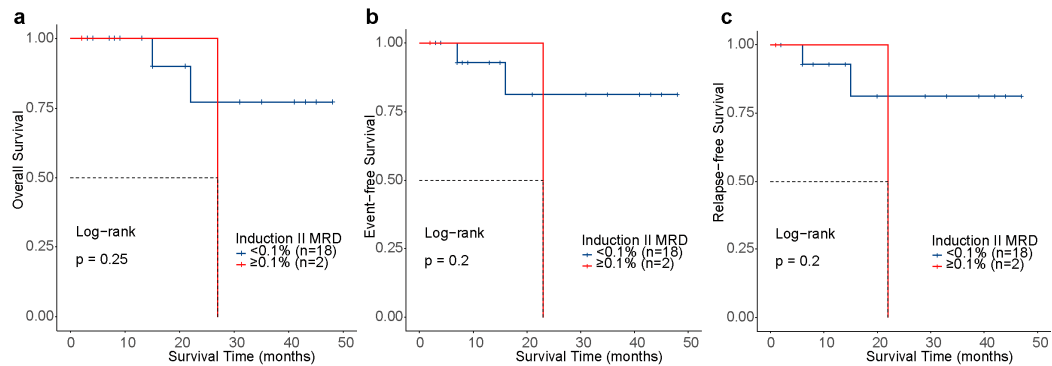 a
Overall Survival
1.00
0.75
0.50
0.25
0.00
Log-rank
p = 0.25
Induction II MRD
<0.1% (n=18)
≥0.1% (n=2)
0 10 20 30 40 50
Survival Time (months)
b
Event-free Survival
1.00
0.75
0.50
0.25
0.00
Log-rank
p = 0.2
Induction II MRD
<0.1% (n=18)
≥0.1% (n=2)
0 10 20 30 40 50
Survival Time (months)
c
Relapse-free Survival
1.00
0.75
0.50
0.25
0.00
Log-rank
p = 0.2
Induction II MRD
<0.1% (n=18)
≥0.1% (n=2)
0 10 20 30 40 50
Survival Time (months)